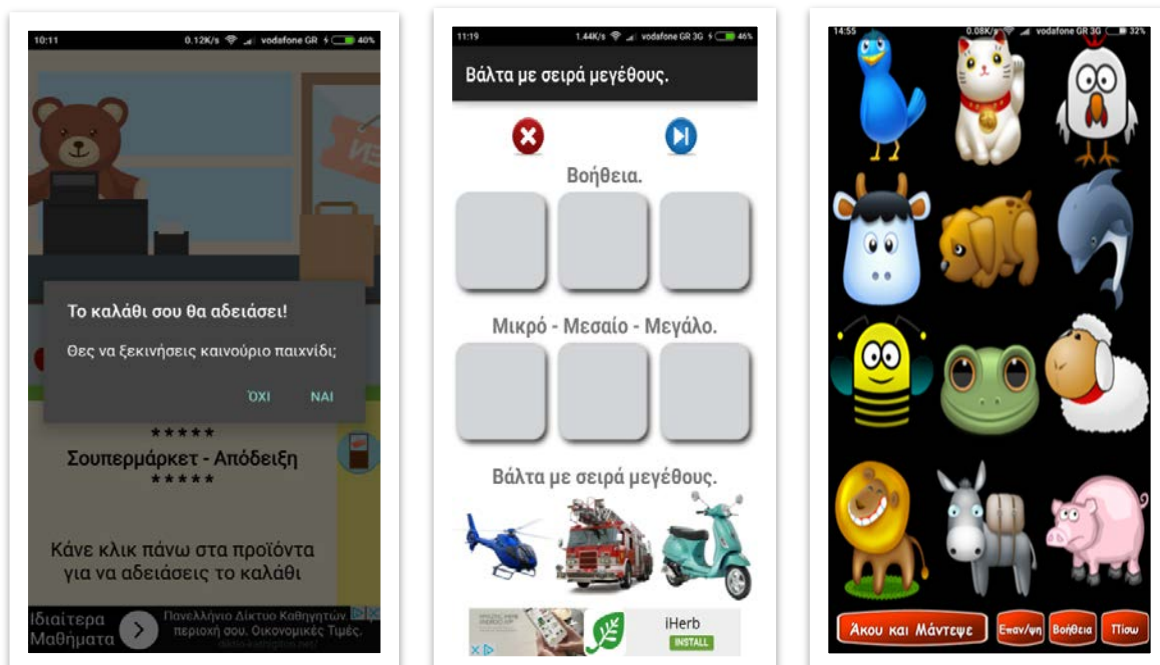 10:11
0.12K/s
vodafone GR
40%
ΝΕ
Το καλάθι σου θα αδειάσει!
Θες να ξεκινήσεις καινούριο παιχνίδι;
ΌΧΙ ΝΑΙ
*****
Σουπερμάρκετ - Απόδειξη
*****
Κάνε κλικ πάνω στα προϊόντα
για να αδειάσεις το καλάθι
Ιδιαίτερα
Μαθήματα
Πανελλήνιο Δίκτυο Καθηγητών.
περιοχή σου. Οικονομικές Τιμές.
11:19
1.44K/s
vodafone GR 3G
46%
Βάλτα με σειρά μεγέθους.
Βοήθεια.
Μικρό - Μεσαίο - Μεγάλο.
Βάλτα με σειρά μεγέθους.
iHerb
INSTALL
14:55
0.08K/s
vodafone GR 3G
32%
Άκου και Μάντεψε
Επαν/ψη
Βοήθεια
Πίσω